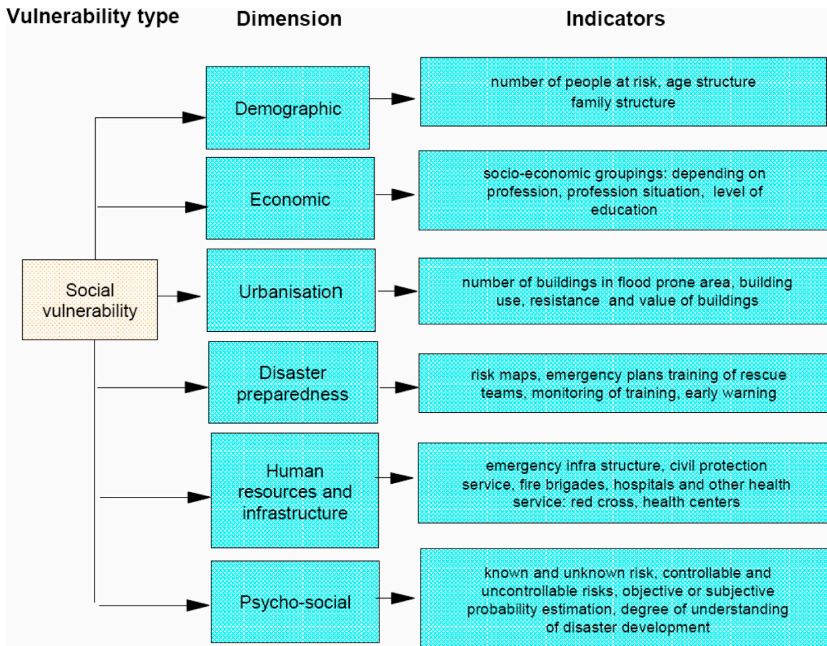 Vulnerability type
Dimension
Indicators
Demographic
number of people at risk, age structure
family structure
Economic
socio-economic groupings: depending on
profession, profession situation, level of
education
Social
vulnerability
Urbanisation
number of buildings in flood prone area, building
use, resistance and value of buildings
Disaster
preparedness
risk maps, emergency plans training of rescue
teams, monitoring of training, early warning
Human
resources and
infrastructure
emergency infra structure, civil protection
service, fire brigades, hospitals and other health
service: red cross, health centers
Psycho-social
known and unknown risk, controllable and
uncontrollable risks, objective or subjective
probability estimation, degree of understanding
of disaster development